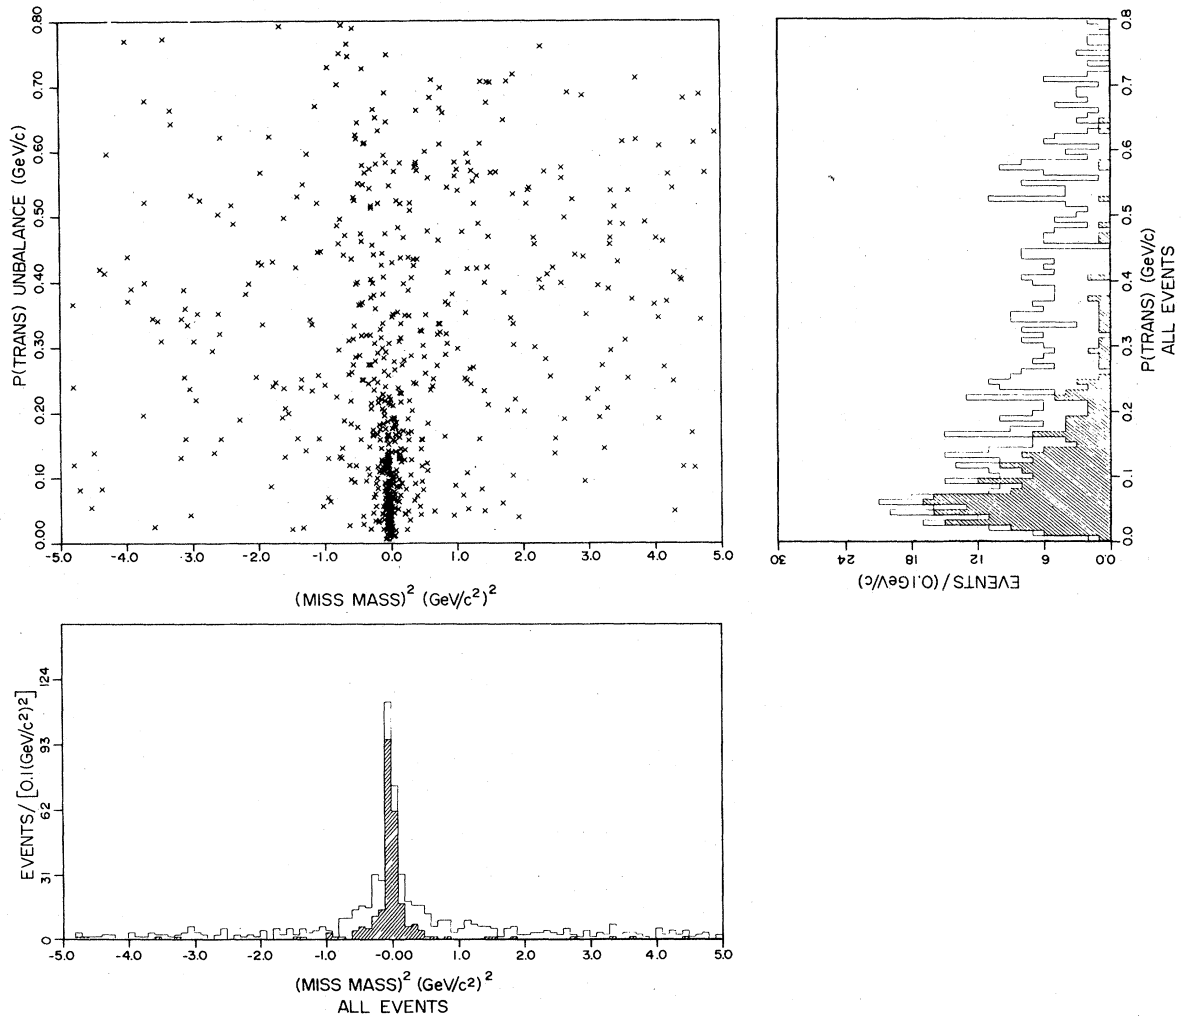 0.80
0.70
0.60
0.50
0.40
0.30
0.20
0.10
0.00
P(TRANS) UNBALANCE (GeV/c)
-5.0 -4.0 -3.0 -2.0 -1.0 0.0 1.0 2.0 3.0 4.0 5.0
(MISS MASS)² (GeV/c²)²
0.8
0.7
0.6
0.5
0.4
0.3
0.2
0.1
0.0
P(TRANS) (GeV/c)
ALL EVENTS
30 24 18 12 6 0.0
EVENTS / (0.1GeV/c)
124
93
62
31
0
EVENTS/[0.1(GeV/c²)²]
-5.0 -4.0 -3.0 -2.0 -1.0 -0.0 1.0 2.0 3.0 4.0 5.0
(MISS MASS)² (GeV/c²)²
ALL EVENTS